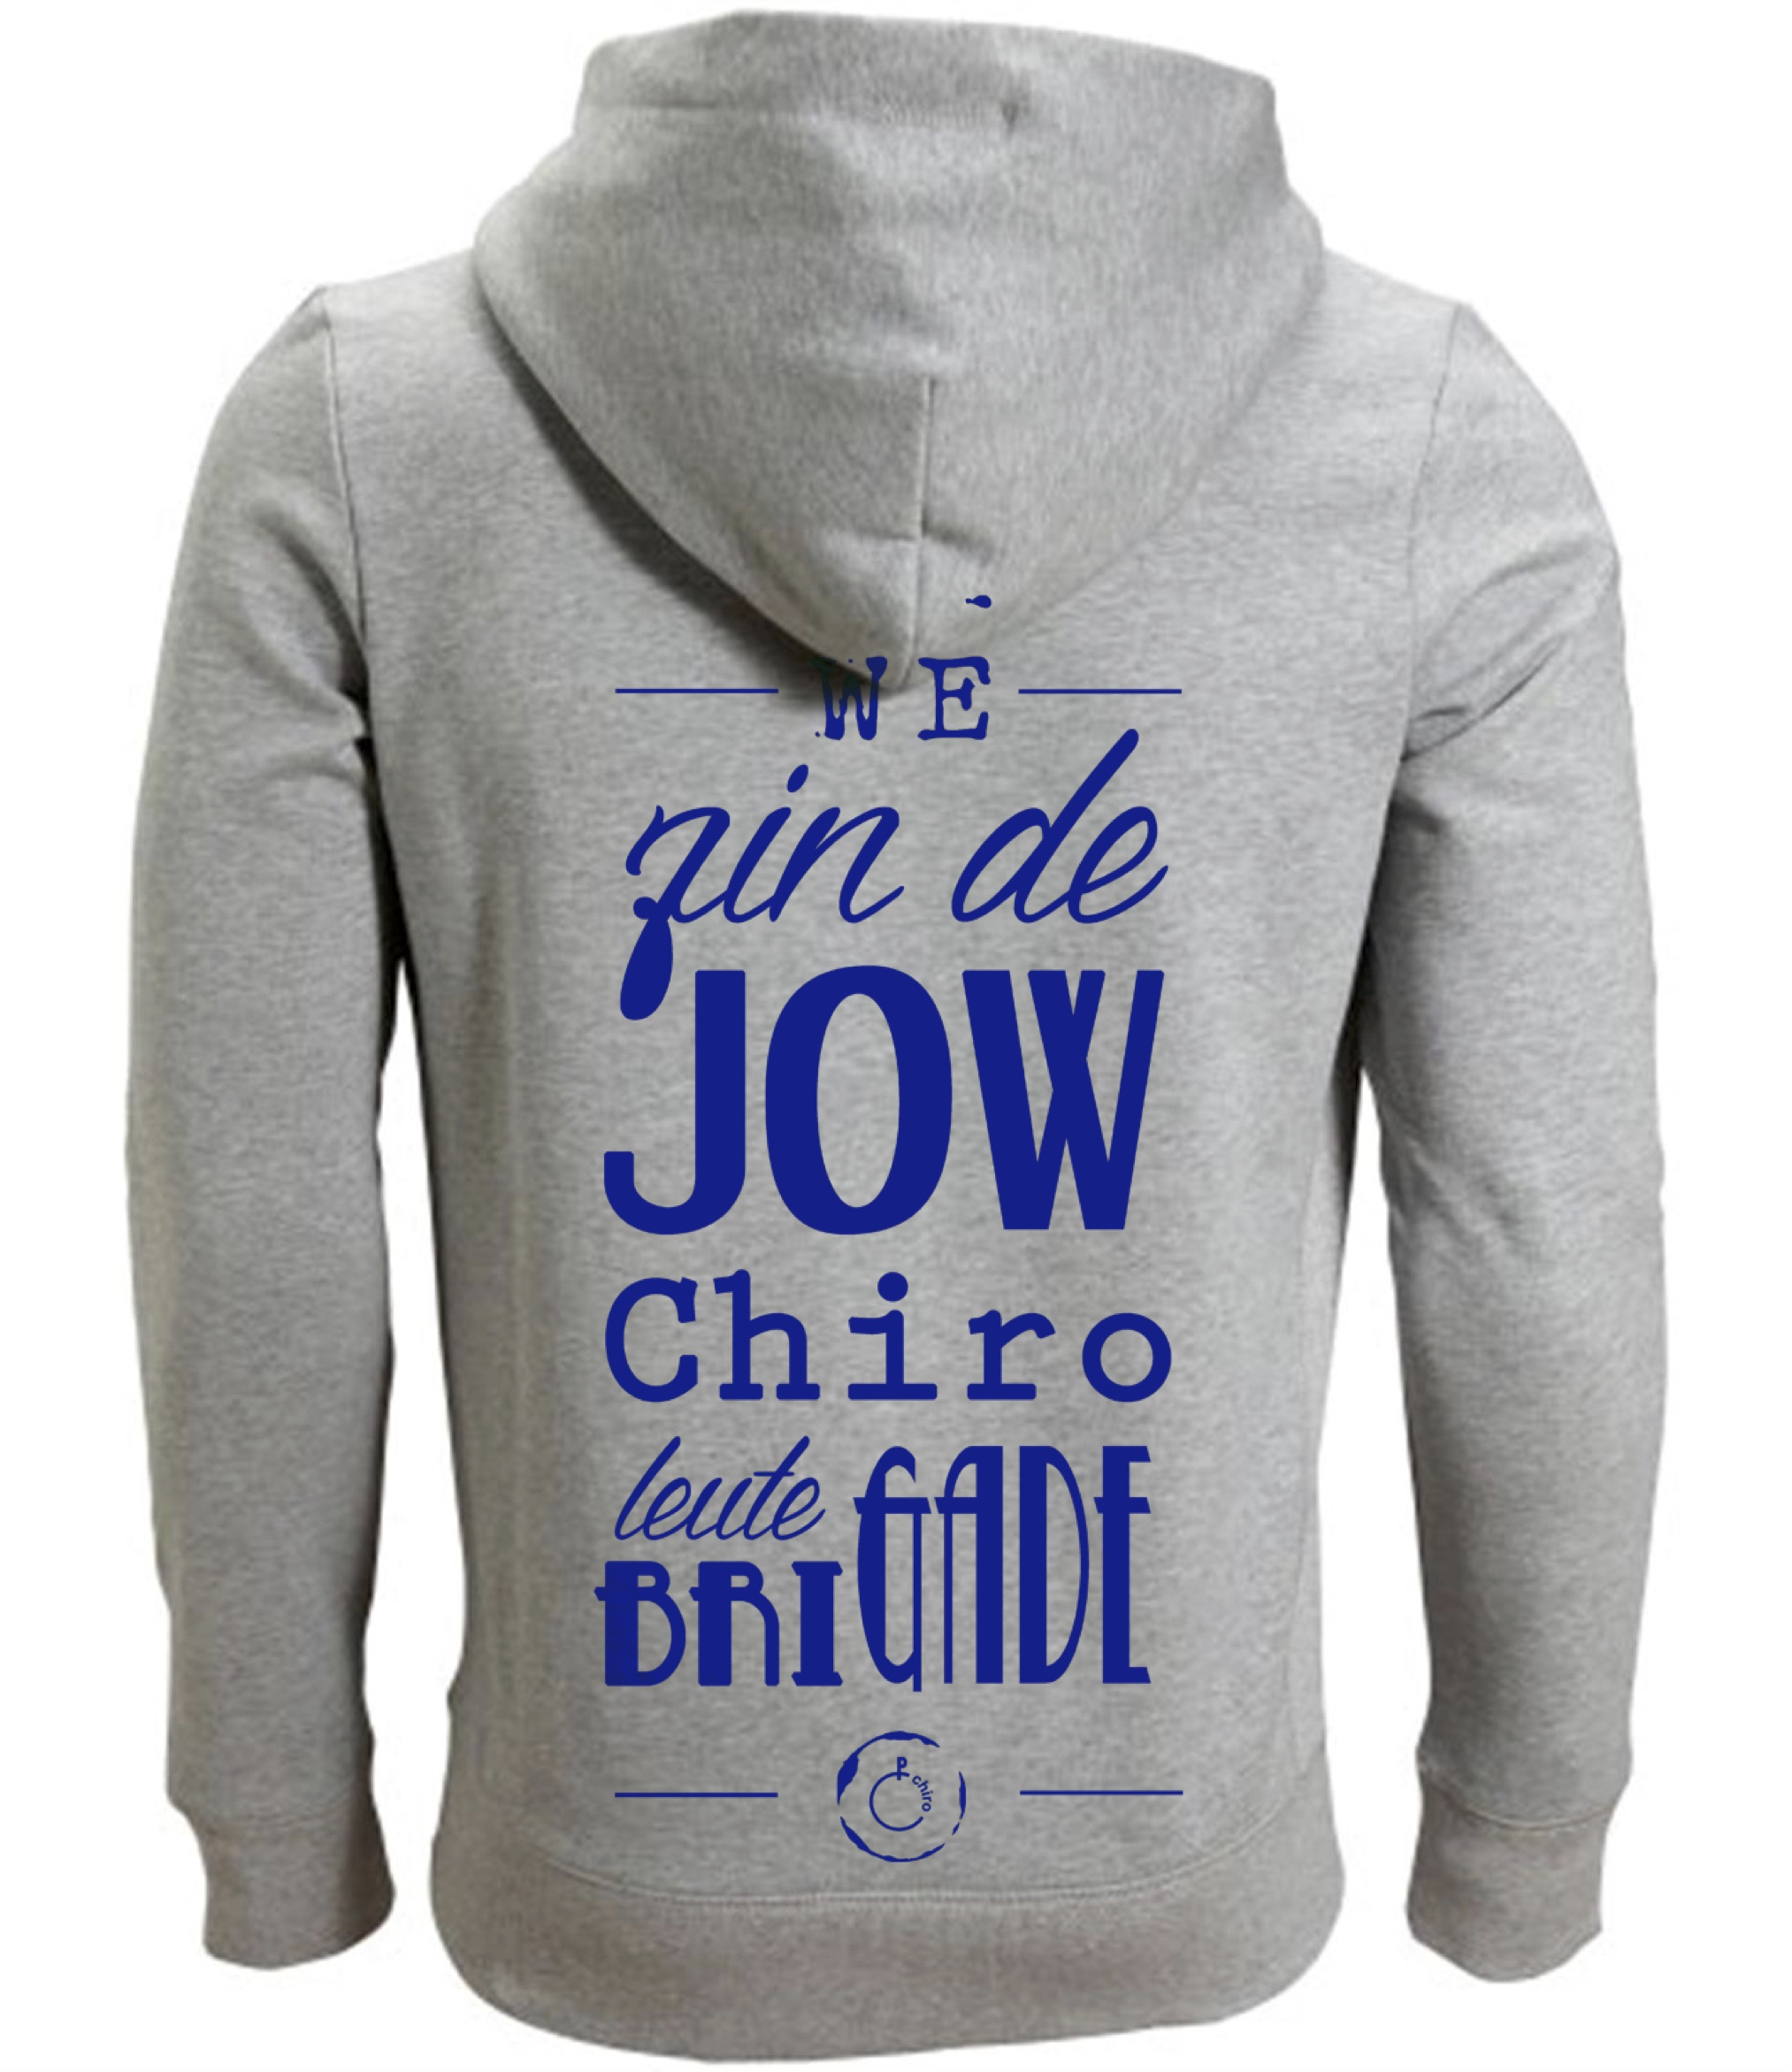 WE
zin de
JOW
Chiro
leute
BRIGADE
P chiro